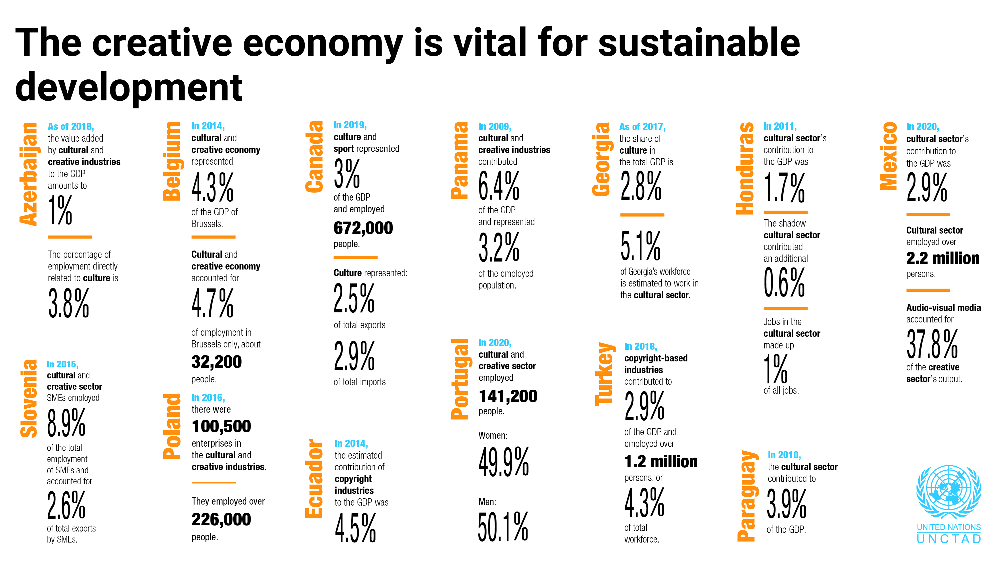 The creative economy is vital for sustainable
development
Azerbaijan
As of 2018,
the value added
by cultural and
creative industries
to the GDP
amounts to
1%
The percentage of
employment directly
related to culture is
3.8%
Slovenia
In 2015,
cultural and
creative sector
SMEs employed
8.9%
of the total
employment
of SMEs and
accounted for
2.6%
of total exports
by SMEs.
Belgium
In 2014,
cultural and
creative economy
represented
4.3%
of the GDP of
Brussels.
Cultural and
creative economy
accounted for
4.7%
of employment in
Brussels only, about
32,200
people.
Poland
In 2016,
there were
100,500
enterprises in
the cultural and
creative industries.
They employed over
226,000
people.
Canada
In 2019,
culture and
sport represented
3%
of the GDP
and employed
672,000
people.
Culture represented:
2.5%
of total exports
2.9%
of total imports
Ecuador
In 2014,
the estimated
contribution of
copyright
industries
to the GDP was
4.5%
Panama
In 2009,
cultural and
creative industries
contributed
6.4%
of the GDP
and represented
3.2%
of the employed
population.
Portugal
In 2020,
cultural and
creative sector
employed
141,200
people.
Women:
49.9%
Men:
50.1%
Georgia
As of 2017,
the share of
culture in
the total GDP is
2.8%
5.1%
of Georgia's workforce
is estimated to work in
the cultural sector.
Turkey
In 2018,
copyright-based
industries
contributed to
2.9%
of the GDP and
employed over
1.2 million
persons, or
4.3%
of total
workforce.
Honduras
In 2011,
cultural sector's
contribution to
the GDP was
1.7%
The shadow
cultural sector
contributed
an additional
0.6%
Jobs in the
cultural sector
made up
1%
of all jobs.
Paraguay
In 2010,
the cultural sector
contributed to
3.9%
of the GDP.
Mexico
In 2020,
cultural sector's
contribution to
the GDP was
2.9%
Cultural sector
employed over
2.2 million
persons.
Audio-visual media
accounted for
37.8%
of the creative
sector's output.
UNITED NATIONS
UNCTAD